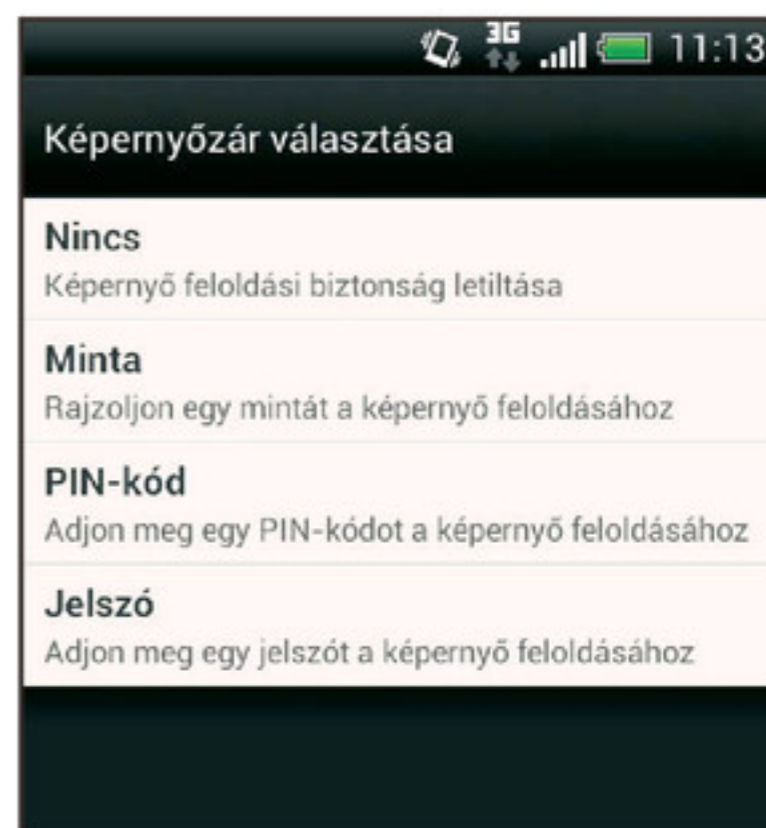 3G 11:13
Képernyőzár választása
Nincs
Képernyő feloldási biztonság letiltása
Minta
Rajzoljon egy mintát a képernyő feloldásához
PIN-kód
Adjon meg egy PIN-kódot a képernyő feloldásához
Jelszó
Adjon meg egy jelszót a képernyő feloldásához